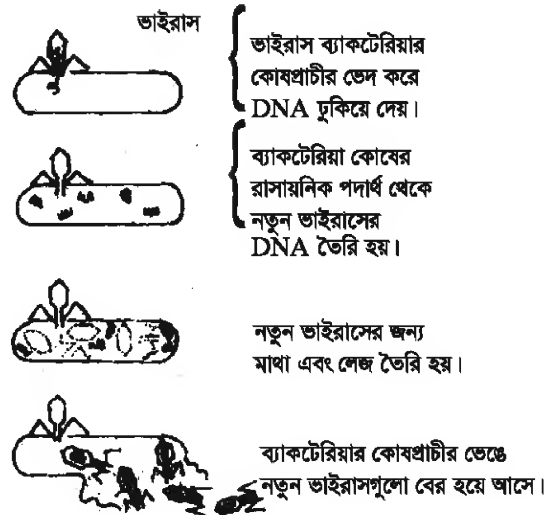 ভাইরাস
ভাইরাস ব্যাকটেরিয়ার
কোষপ্রাচীর ভেদ করে
DNA ঢুকিয়ে দেয়।
ব্যাকটেরিয়া কোষের
রাসায়নিক পদার্থ থেকে
নতুন ভাইরাসের
DNA তৈরি হয়।
নতুন ভাইরাসের জন্য
মাথা এবং লেজ তৈরি হয়।
ব্যাকটেরিয়ার কোষপ্রাচীর ভেঙে
নতুন ভাইরাসগুলো বের হয়ে আসে।